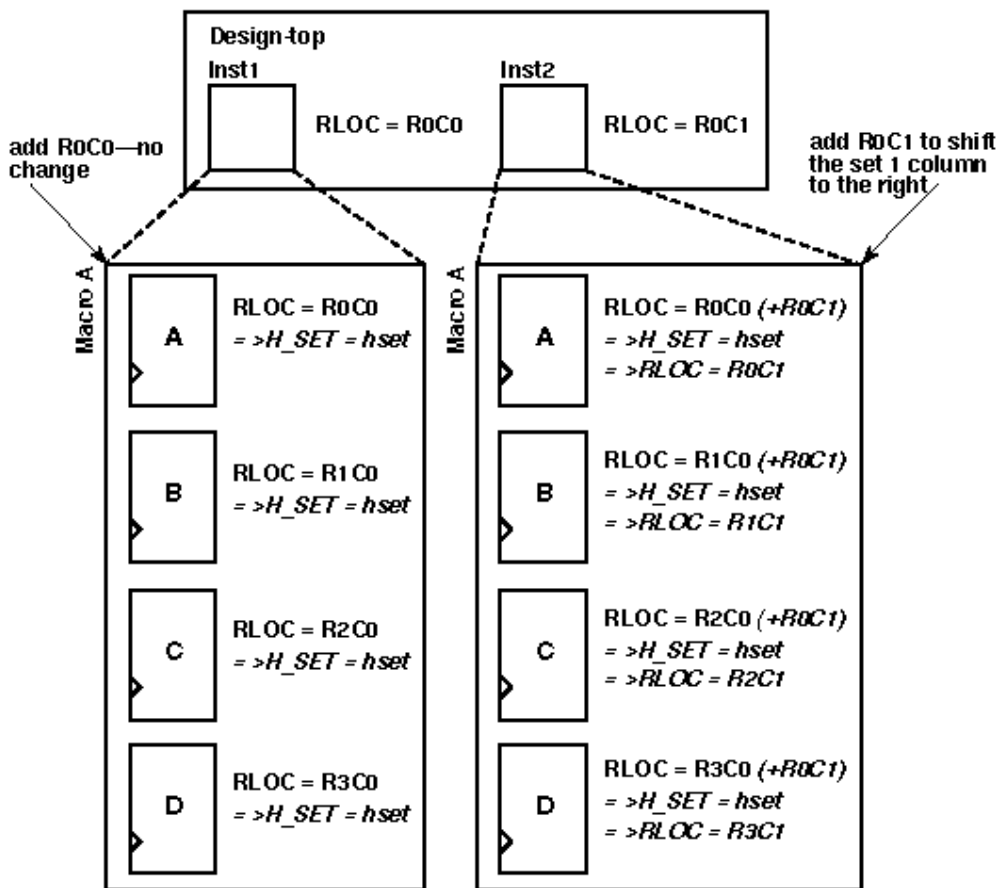 Design-top
Inst1
Inst2
RLOC = R0C0
RLOC = R0C1
add R0C0—no
change
add R0C1 to shift
the set 1 column
to the right
Macro A
A
RLOC = R0C0
= >H_SET = hset
B
RLOC = R1C0
= >H_SET = hset
C
RLOC = R2C0
= >H_SET = hset
D
RLOC = R3C0
= >H_SET = hset
Macro A
A
RLOC = R0C0 (+R0C1)
= >H_SET = hset
= >RLOC = R0C1
B
RLOC = R1C0 (+R0C1)
= >H_SET = hset
= >RLOC = R1C1
C
RLOC = R2C0 (+R0C1)
= >H_SET = hset
= >RLOC = R2C1
D
RLOC = R3C0 (+R0C1)
= >H_SET = hset
= >RLOC = R3C1